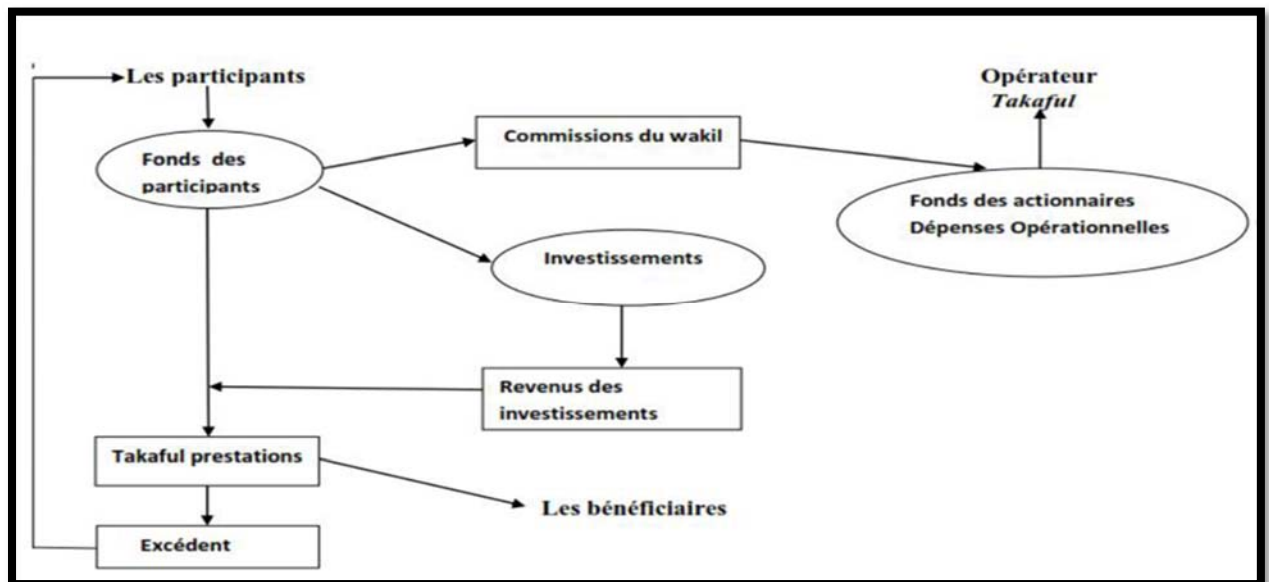 Les participants
Opérateur
Takaful
Commissions du wakil
Fonds des
participants
Fonds des actionnaires
Dépenses Opérationnelles
Investissements
Revenus des
investissements
Takaful prestations
Les bénéficiaires
Excédent